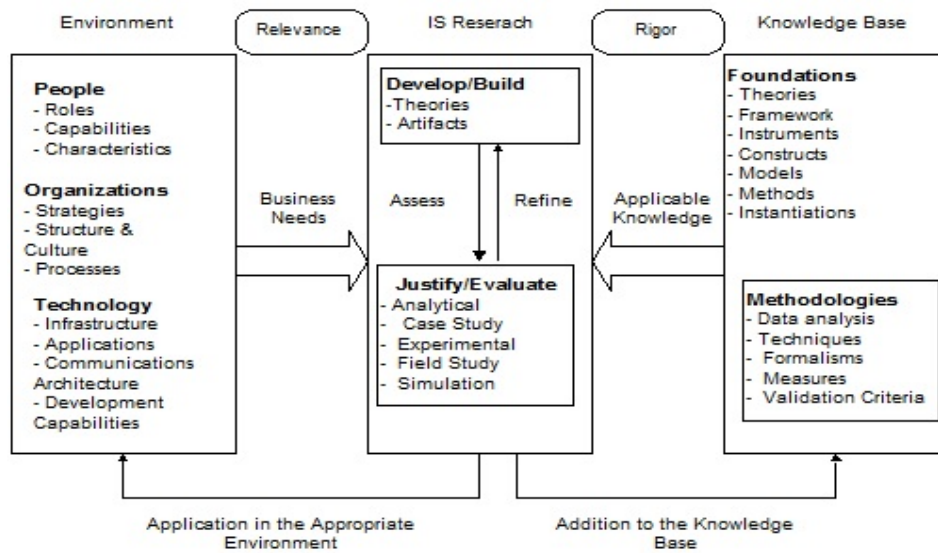 Environment
Relevance
IS Reserach
Rigor
Knowledge Base
People
- Roles
- Capabilities
- Characteristics
Organizations
- Strategies
- Structure &
Culture
- Processes
Technology
- Infrastructure
- Applications
- Communications
Architecture
- Development
Capabilities
Business
Needs
Develop/Build
-Theories
- Artifacts
Assess
Refine
Justify/Evaluate
- Analytical
- Case Study
- Experimental
- Field Study
- Simulation
Applicable
Knowledge
Foundations
- Theories
- Framework
- Instruments
- Constructs
- Models
- Methods
- Instantiations
Methodologies
- Data analysis
- Techniques
- Formalisms
- Measures
- Validation Criteria
Application in the Appropriate
Environment
Addition to the Knowledge
Base